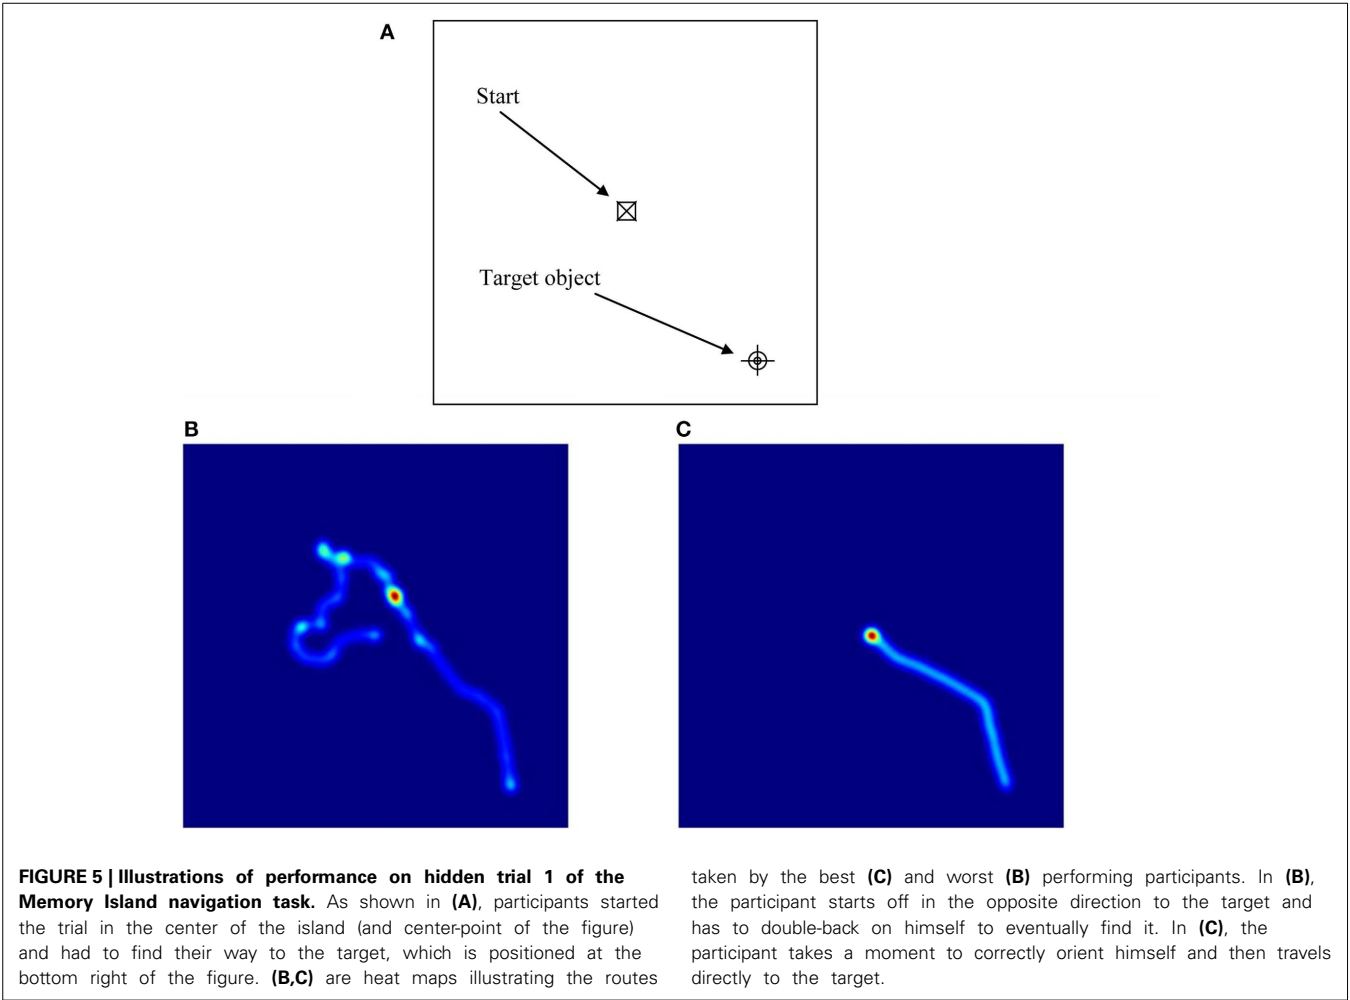 A
Start
Target object
B
C
FIGURE 5 | Illustrations of performance on hidden trial 1 of the
Memory Island navigation task. As shown in (A), participants started
the trial in the center of the island (and center-point of the figure)
and had to find their way to the target, which is positioned at the
bottom right of the figure. (B,C) are heat maps illustrating the routes
taken by the best (C) and worst (B) performing participants. In (B),
the participant starts off in the opposite direction to the target and
has to double-back on himself to eventually find it. In (C), the
participant takes a moment to correctly orient himself and then travels
directly to the target.